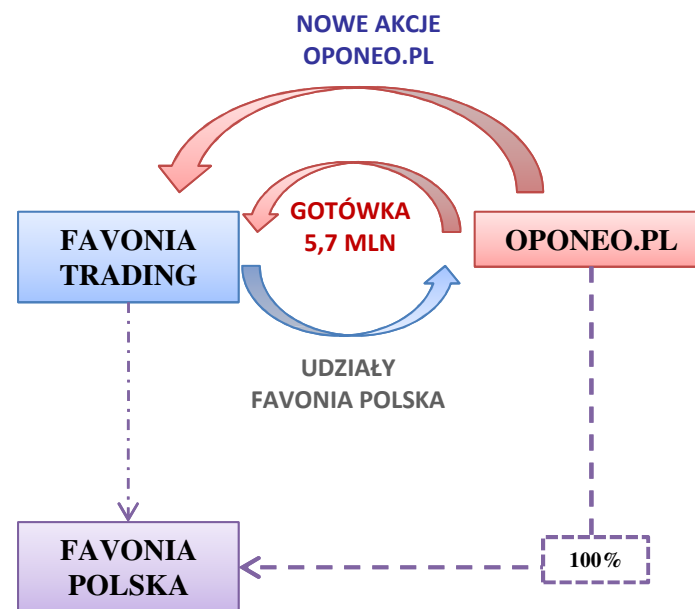 NOWE AKCJE
OPONEO.PL
GOTÓWKA
5,7 MLN
FAVONIA
TRADING
OPONEO.PL
UDZIAŁY
FAVONIA POLSKA
FAVONIA
POLSKA
100%